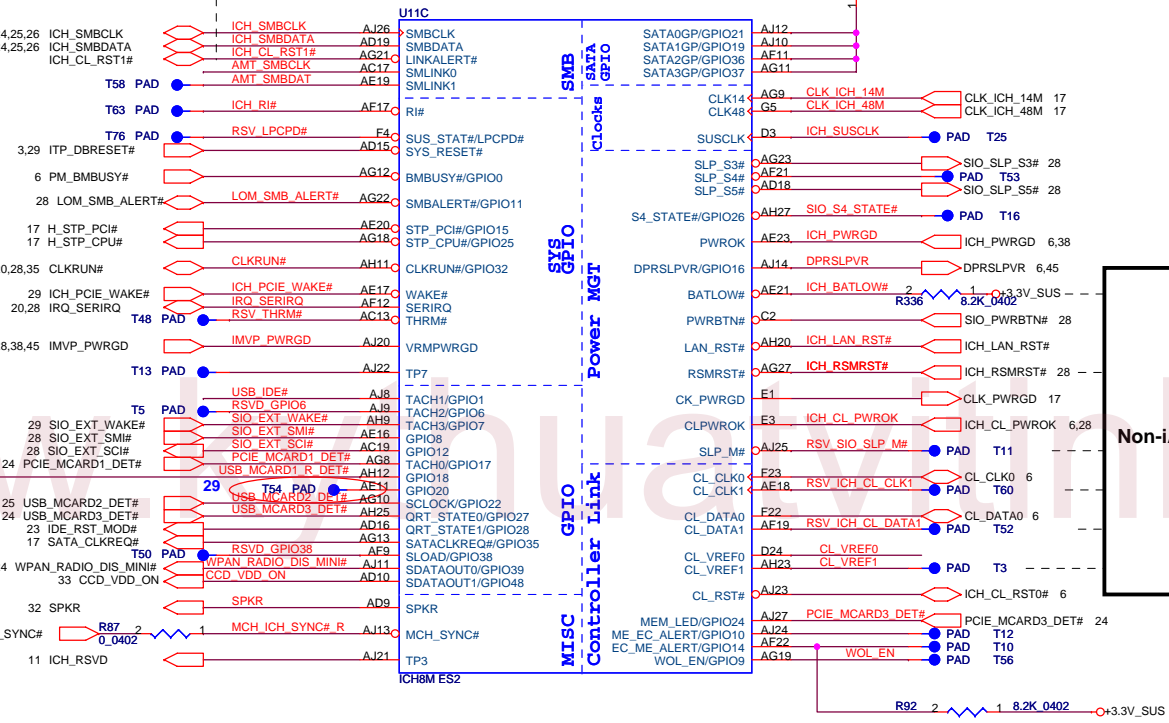 U11C
4,25,26 ICH_SMBCLK ICH_SMBCLK AJ26 SMBCLK
4,25,26 ICH_SMBDATA ICH_SMBDATA AD19 SMBDATA
ICH_CL_RST1# ICH_CL_RST1# AG21 LINKALERT#
AMT_SMBCLK AC17 SMLINK0
T58 PAD AMT_SMBDAT AE19 SMLINK1
T63 PAD ICH_RI# AF17 RI#
T76 PAD RSV_LPCPD# F4 SUS_STAT#/LPCPD#
3,29 ITP_DBRESET# AD15 SYS_RESET#
6 PM_BMBUSY# AG12 BMBUSY#/GPIO0
28 LOM_SMB_ALERT# LOM_SMB_ALERT# AG22 SMBALERT#/GPIO11
17 H_STP_PCI# AE20 STP_PCI#/GPIO15
17 H_STP_CPU# AG18 STP_CPU#/GPIO25
0,28,35 CLKRUN# CLKRUN# AH11 CLKRUN#/GPIO32
29 ICH_PCIE_WAKE# ICH_PCIE_WAKE# AE17 WAKE#
20,28 IRQ_SERIRQ IRQ_SERIRQ AF12 SERIRQ
T48 PAD RSV_THRM# AC13 THRM#
8,38,45 IMVP_PWRGD IMVP_PWRGD AJ20 VRMPWRGD
T13 PAD AJ22 TP7
USB_IDE# AJ8 TACH1/GPIO1
T5 PAD RSVD_GPIO6 AJ9 TACH2/GPIO6
29 SIO_EXT_WAKE# SIO_EXT_WAKE# AH9 TACH3/GPIO7
28 SIO_EXT_SMI# SIO_EXT_SMI# AE16 GPIO8
28 SIO_EXT_SCI# SIO_EXT_SCI# AC19 GPIO12
24 PCIE_MCARD1_DET# PCIE_MCARD1_DET# AG8 TACH0/GPIO17
USB_MCARD1_R_DET# AH12 GPIO18
29 T54 PAD AE11 GPIO20
25 USB_MCARD2_DET# USB_MCARD2_DET# AG10 SCLOCK/GPIO22
24 USB_MCARD3_DET# USB_MCARD3_DET# AH25 QRT_STATE0/GPIO27
23 IDE_RST_MOD# AD16 QRT_STATE1/GPIO28
17 SATA_CLKREQ# AG13 SATACLKREQ#/GPIO35
T50 PAD RSVD_GPIO38 AF9 SLOAD/GPIO38
4 WPAN_RADIO_DIS_MINI# WPAN_RADIO_DIS_MINI# AJ11 SDATAOUT0/GPIO39
33 CCD_VDD_ON CCD_VDD_ON AD10 SDATAOUT1/GPIO48
32 SPKR SPKR AD9 SPKR
_SYNC# R87 2 1 0_0402 MCH_ICH_SYNC#_R AJ13 MCH_SYNC#
11 ICH_RSVD AJ21 TP3
ICH8M ES2
SMB
SATA
GPIO
Clocks
SYS
GPIO
Power MGT
GPIO
Controller Link
MISC
1
SATA0GP/GPIO21 AJ12
SATA1GP/GPIO19 AJ10
SATA2GP/GPIO36 AF11
SATA3GP/GPIO37 AG11
CLK14 AG9 CLK_ICH_14M CLK_ICH_14M 17
CLK48 G5 CLK_ICH_48M CLK_ICH_48M 17
SUSCLK D3 ICH_SUSCLK PAD T25
SLP_S3# AG23 SIO_SLP_S3# 28
SLP_S4# AF21 PAD T53
SLP_S5# AD18 SIO_SLP_S5# 28
S4_STATE#/GPIO26 AH27 SIO_S4_STATE# PAD T16
PWROK AE23 ICH_PWRGD ICH_PWRGD 6,38
DPRSLPVR/GPIO16 AJ14 DPRSLPVR DPRSLPVR 6,45
BATLOW# AE21 ICH_BATLOW# R336 2 1 8.2K_0402 +3.3V_SUS
PWRBTN# C2 SIO_PWRBTN# 28
LAN_RST# AH20 ICH_LAN_RST# ICH_LAN_RST#
RSMRST# AG27 ICH_RSMRST# ICH_RSMRST# 28
CK_PWRGD E1 CLK_PWRGD 17
CLPWROK E3 ICH_CL_PWROK ICH_CL_PWROK 6,28
SLP_M# AJ25 RSV_SIO_SLP_M# PAD T11
CL_CLK0 F23 CL_CLK0 6
CL_CLK1 AE18 RSV_ICH_CL_CLK1 PAD T60
CL_DATA0 F22 CL_DATA0 6
CL_DATA1 AF19 RSV_ICH_CL_DATA1 PAD T52
CL_VREF0 D24 CL_VREF0
CL_VREF1 AH23 CL_VREF1 PAD T3
CL_RST# AJ23 ICH_CL_RST0# 6
MEM_LED/GPIO24 AJ27 PCIE_MCARD3_DET# PCIE_MCARD3_DET# 24
ME_EC_ALERT/GPIO10 AJ24 PAD T12
EC_ME_ALERT/GPIO14 AF22 PAD T10
WOL_EN/GPIO9 AG19 WOL_EN PAD T56
R92 2 1 8.2K_0402 +3.3V_SUS
Non-i